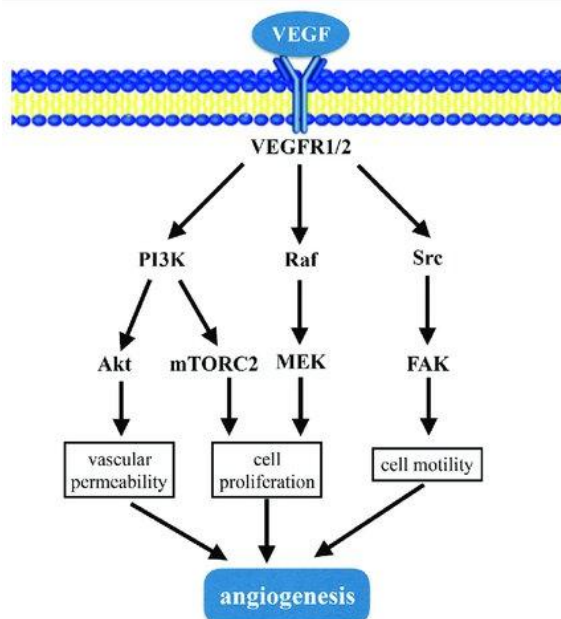 VEGF
VEGFR1/2
PI3K
Raf
Src
Akt
mTORC2
MEK
FAK
vascular
permeability
cell
proliferation
cell motility
angiogenesis